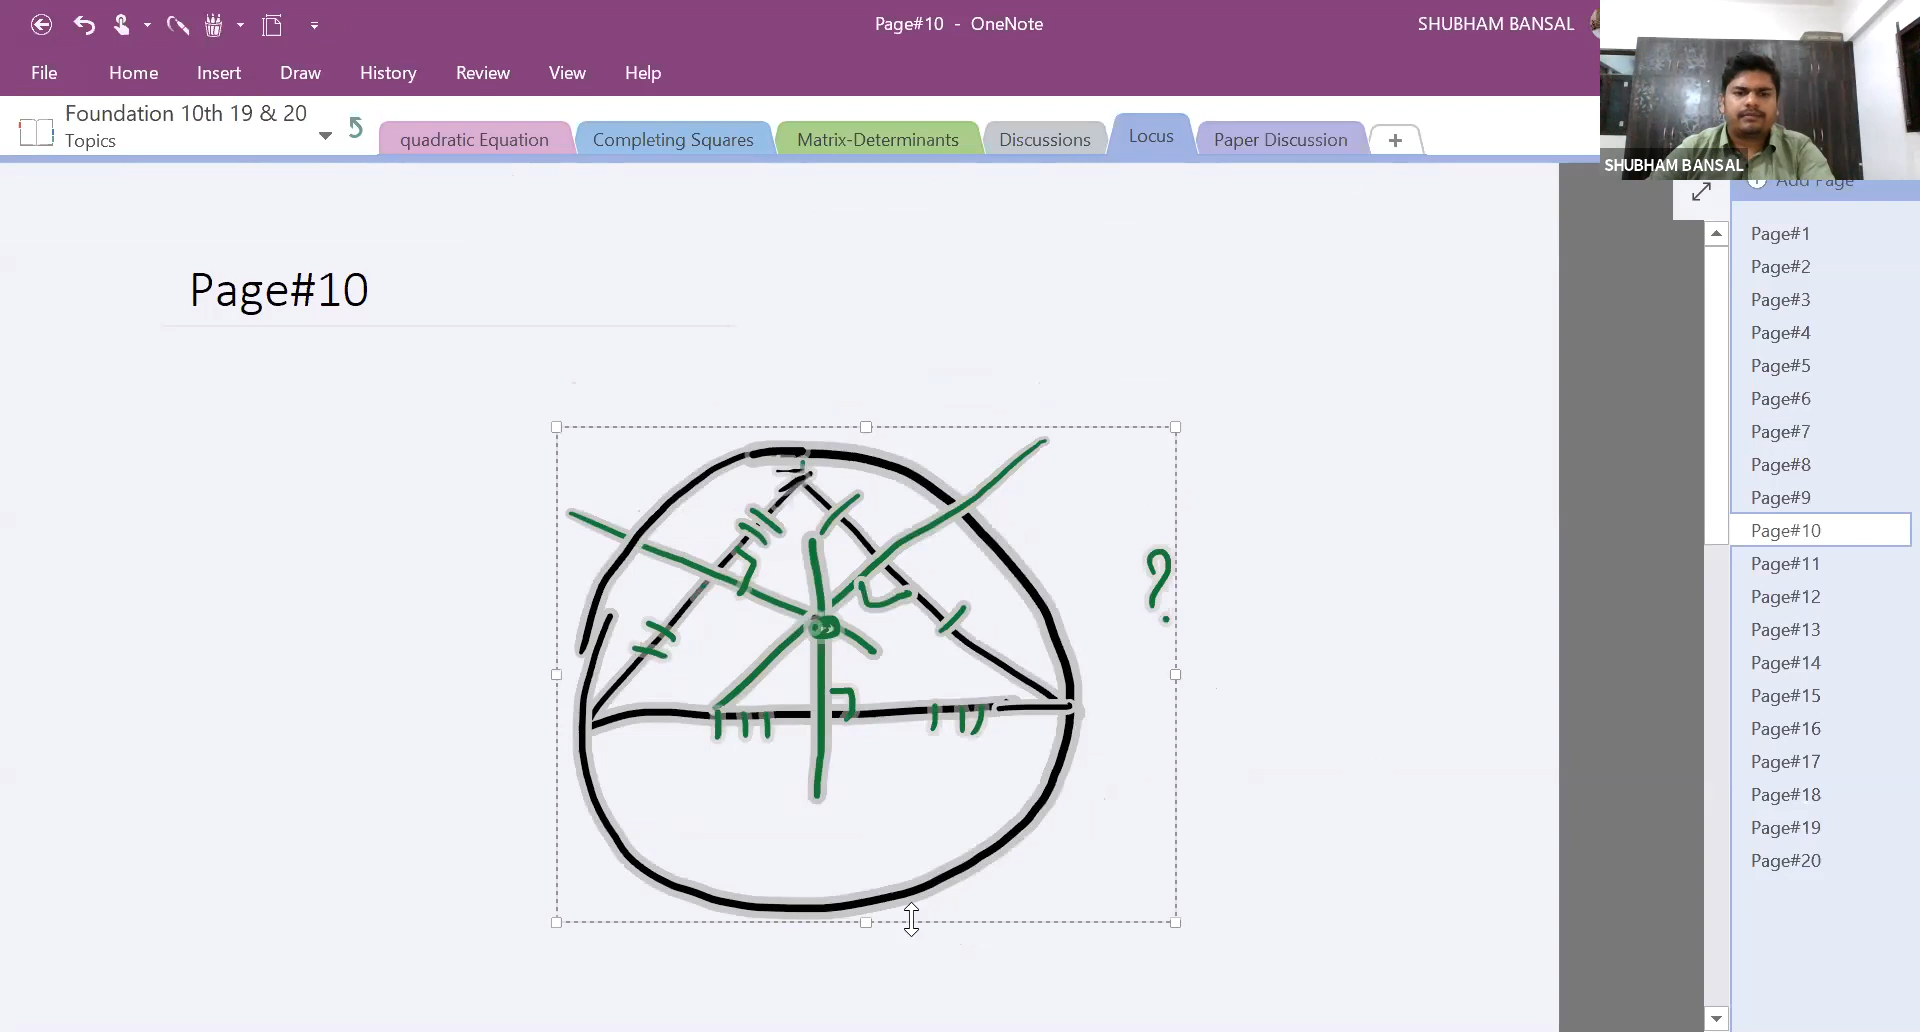 Page#10 - OneNote
SHUBHAM BANSAL
File Home Insert Draw History Review View Help
Foundation 10th 19 & 20
Topics
quadratic Equation Completing Squares Matrix-Determinants Discussions Locus Paper Discussion +
SHUBHAM BANSAL
Add Page
Page#10
?
Page#1
Page#2
Page#3
Page#4
Page#5
Page#6
Page#7
Page#8
Page#9
Page#10
Page#11
Page#12
Page#13
Page#14
Page#15
Page#16
Page#17
Page#18
Page#19
Page#20